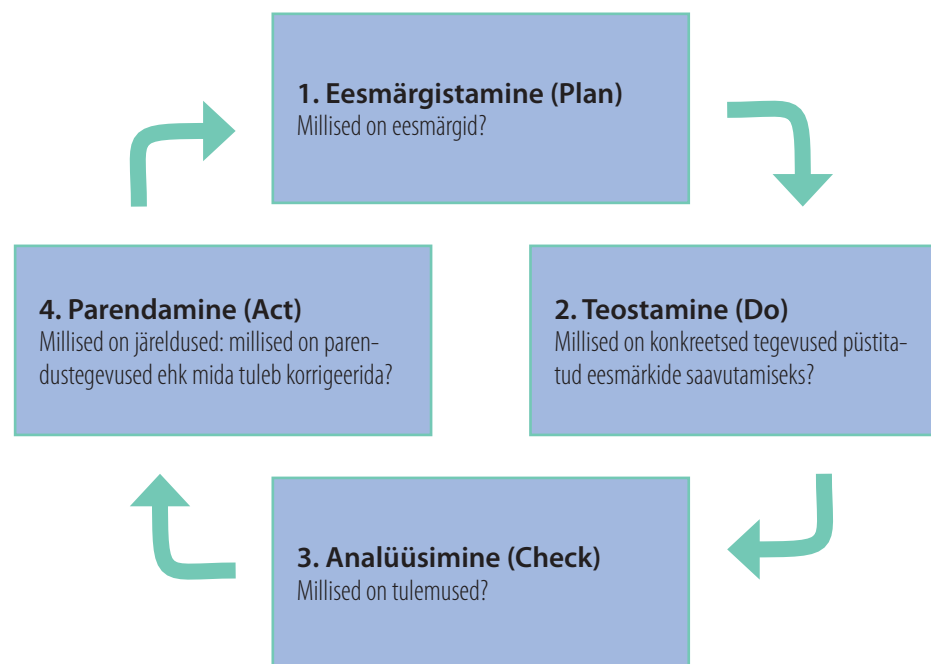 1. Eesmärgistamine (Plan)
Millised on eesmärgid?
2. Teostamine (Do)
Millised on konkreetsed tegevused püstita-
tud eesmärkide saavutamiseks?
3. Analüüsimine (Check)
Millised on tulemused?
4. Parendamine (Act)
Millised on järeldused: millised on paren-
dustegevused ehk mida tuleb korrigeerida?